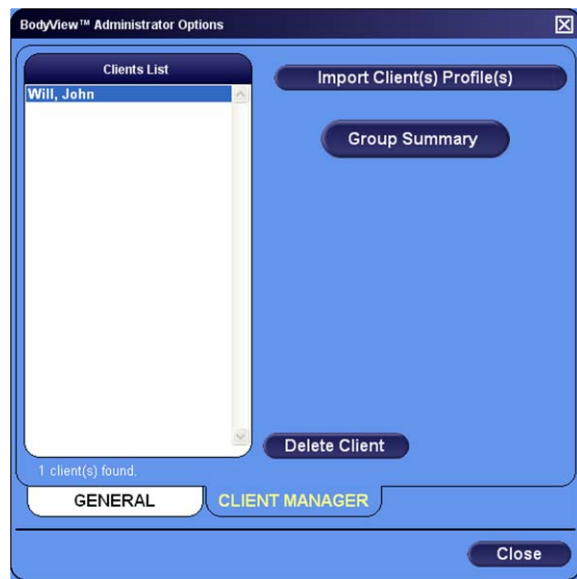 BodyView™ Administrator Options
Clients List
Will, John
1 client(s) found.
Import Client(s) Profile(s)
Group Summary
Delete Client
GENERAL
CLIENT MANAGER
Close